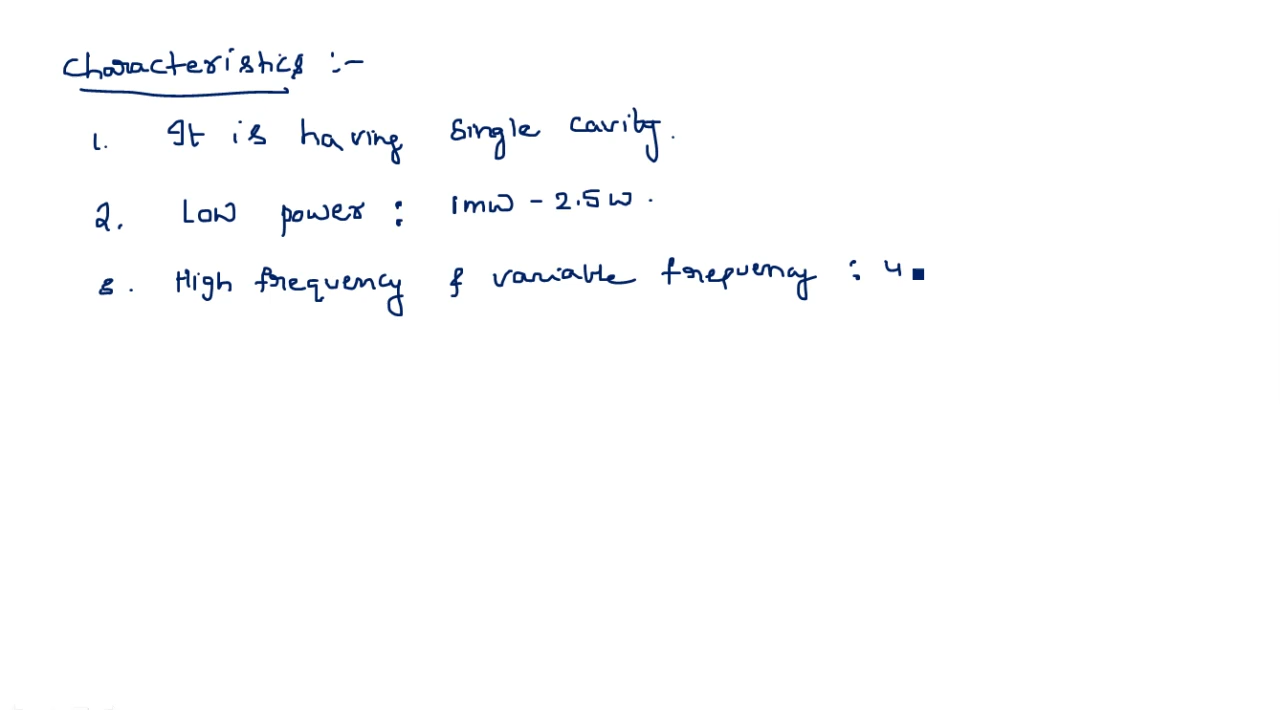 Characteristics :-
1. It is having single cavity.
2. Low power : 1mw - 2.5w.
3. High frequency & variable frequency : 4